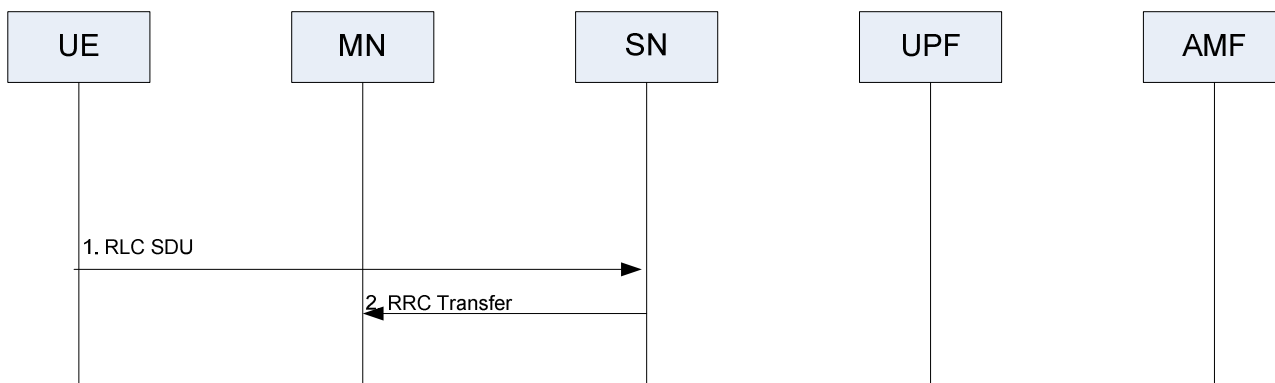 UE
MN
SN
UPF
AMF
1. RLC SDU
2. RRC Transfer